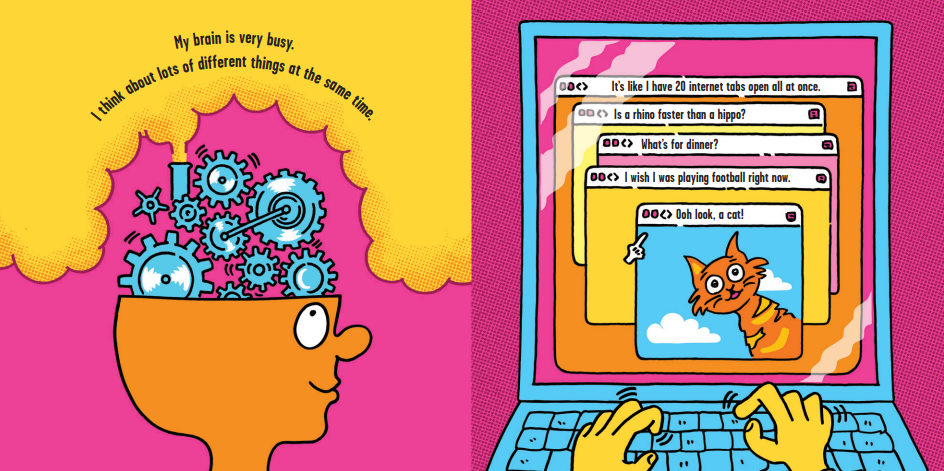 My brain is very busy.
I think about lots of different things at the same time.
It's like I have 20 internet tabs open all at once.
Is a rhino faster than a hippo?
What's for dinner?
I wish I was playing football right now.
Ooh look, a cat!